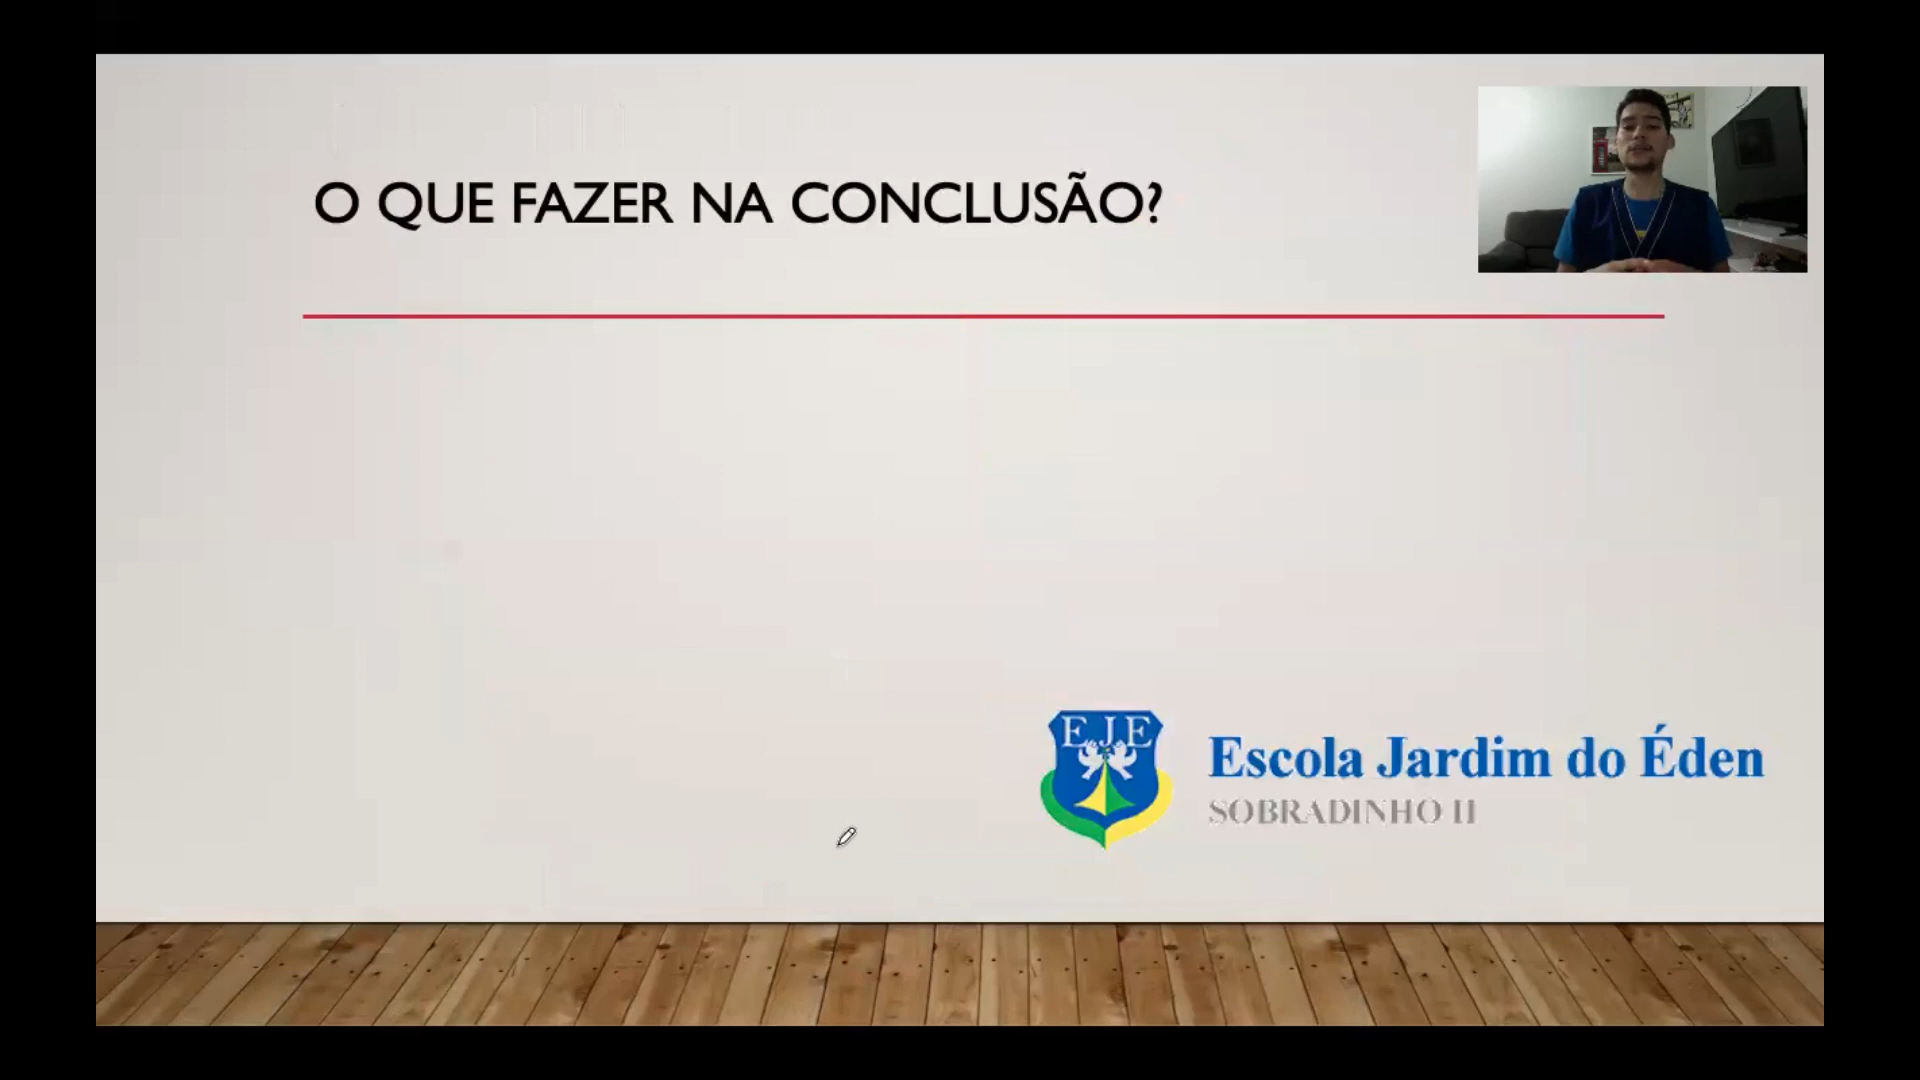 O QUE FAZER NA CONCLUSÃO?
EJE
Escola Jardim do Éden
SOBRADINHO II